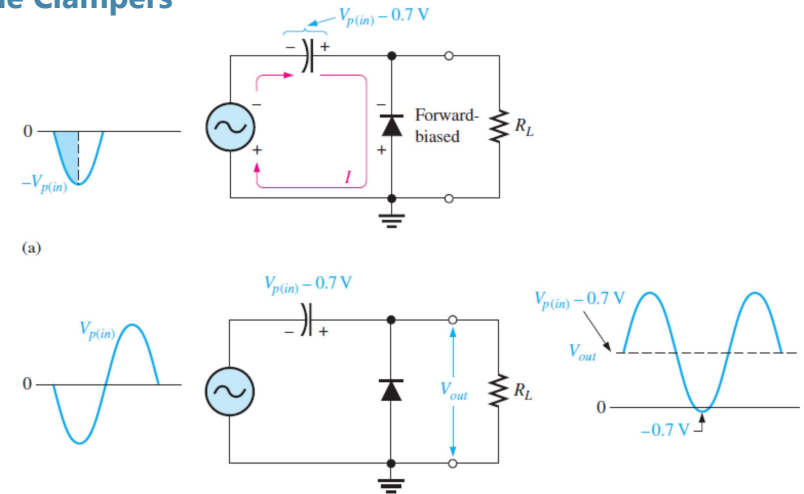 ne Clampers
Vp(in) – 0.7 V
– +
–
–
Forward-
biased
RL
0
+
+
–Vp(in)
I
(a)
Vp(in) – 0.7 V
– +
Vp(in)
Vp(in) – 0.7 V
Vout
0
Vout
RL
0
–0.7 V